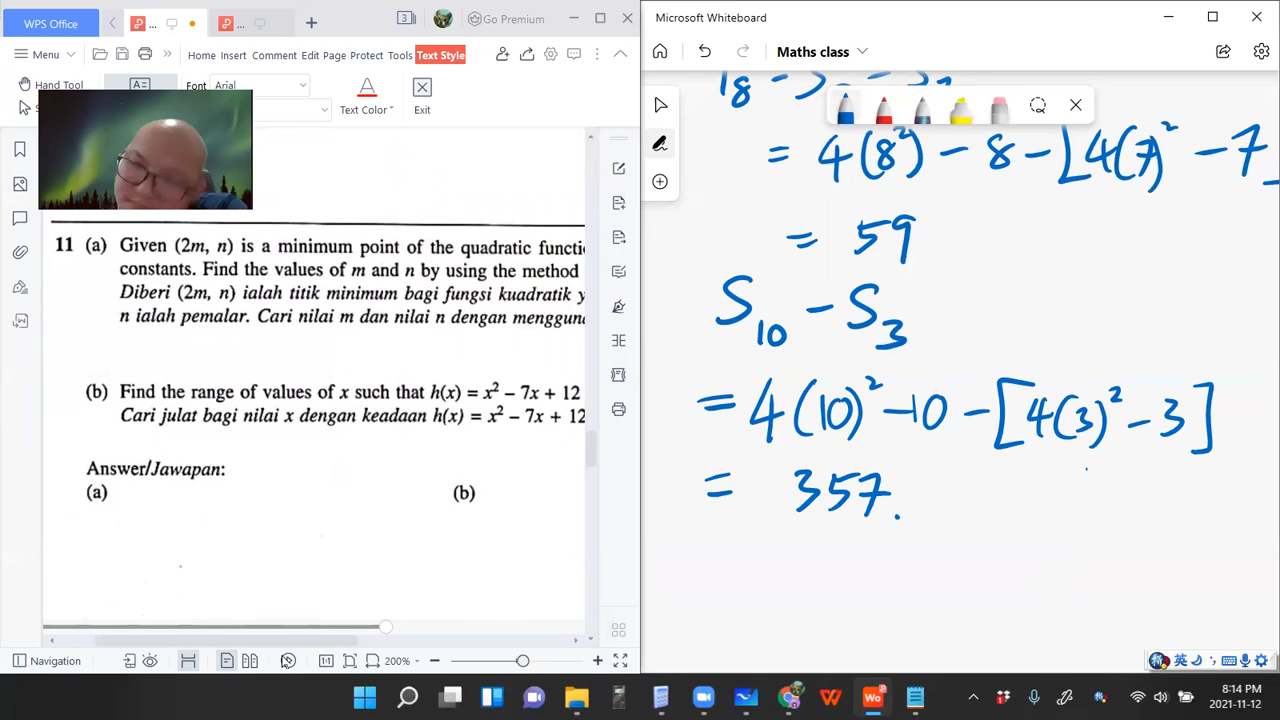 WPS Office
...
...
3
Go Premium
Menu
Home Insert Comment Edit Page Protect Tools Text Style
Hand Tool
Font Arial
Text Color
Exit
11 (a) Given (2m, n) is a minimum point of the quadratic functi
constants. Find the values of m and n by using the method
Diberi (2m, n) ialah titik minimum bagi fungsi kuadratik y
n ialah pemalar. Cari nilai m dan nilai n dengan menggun
(b) Find the range of values of x such that h(x) = x² – 7x + 12
Cari julat bagi nilai x dengan keadaan h(x) = x² – 7x + 12
Answer/Jawapan:
(a) (b)
Navigation
1:1
200%
Microsoft Whiteboard
Maths class
= 4(8²) - 8 - [4(7)² - 7
= 59
S₁₀ - S₃
= 4(10)² - 10 - [4(3)² - 3]
= 357.
英
8:14 PM
2021-11-12